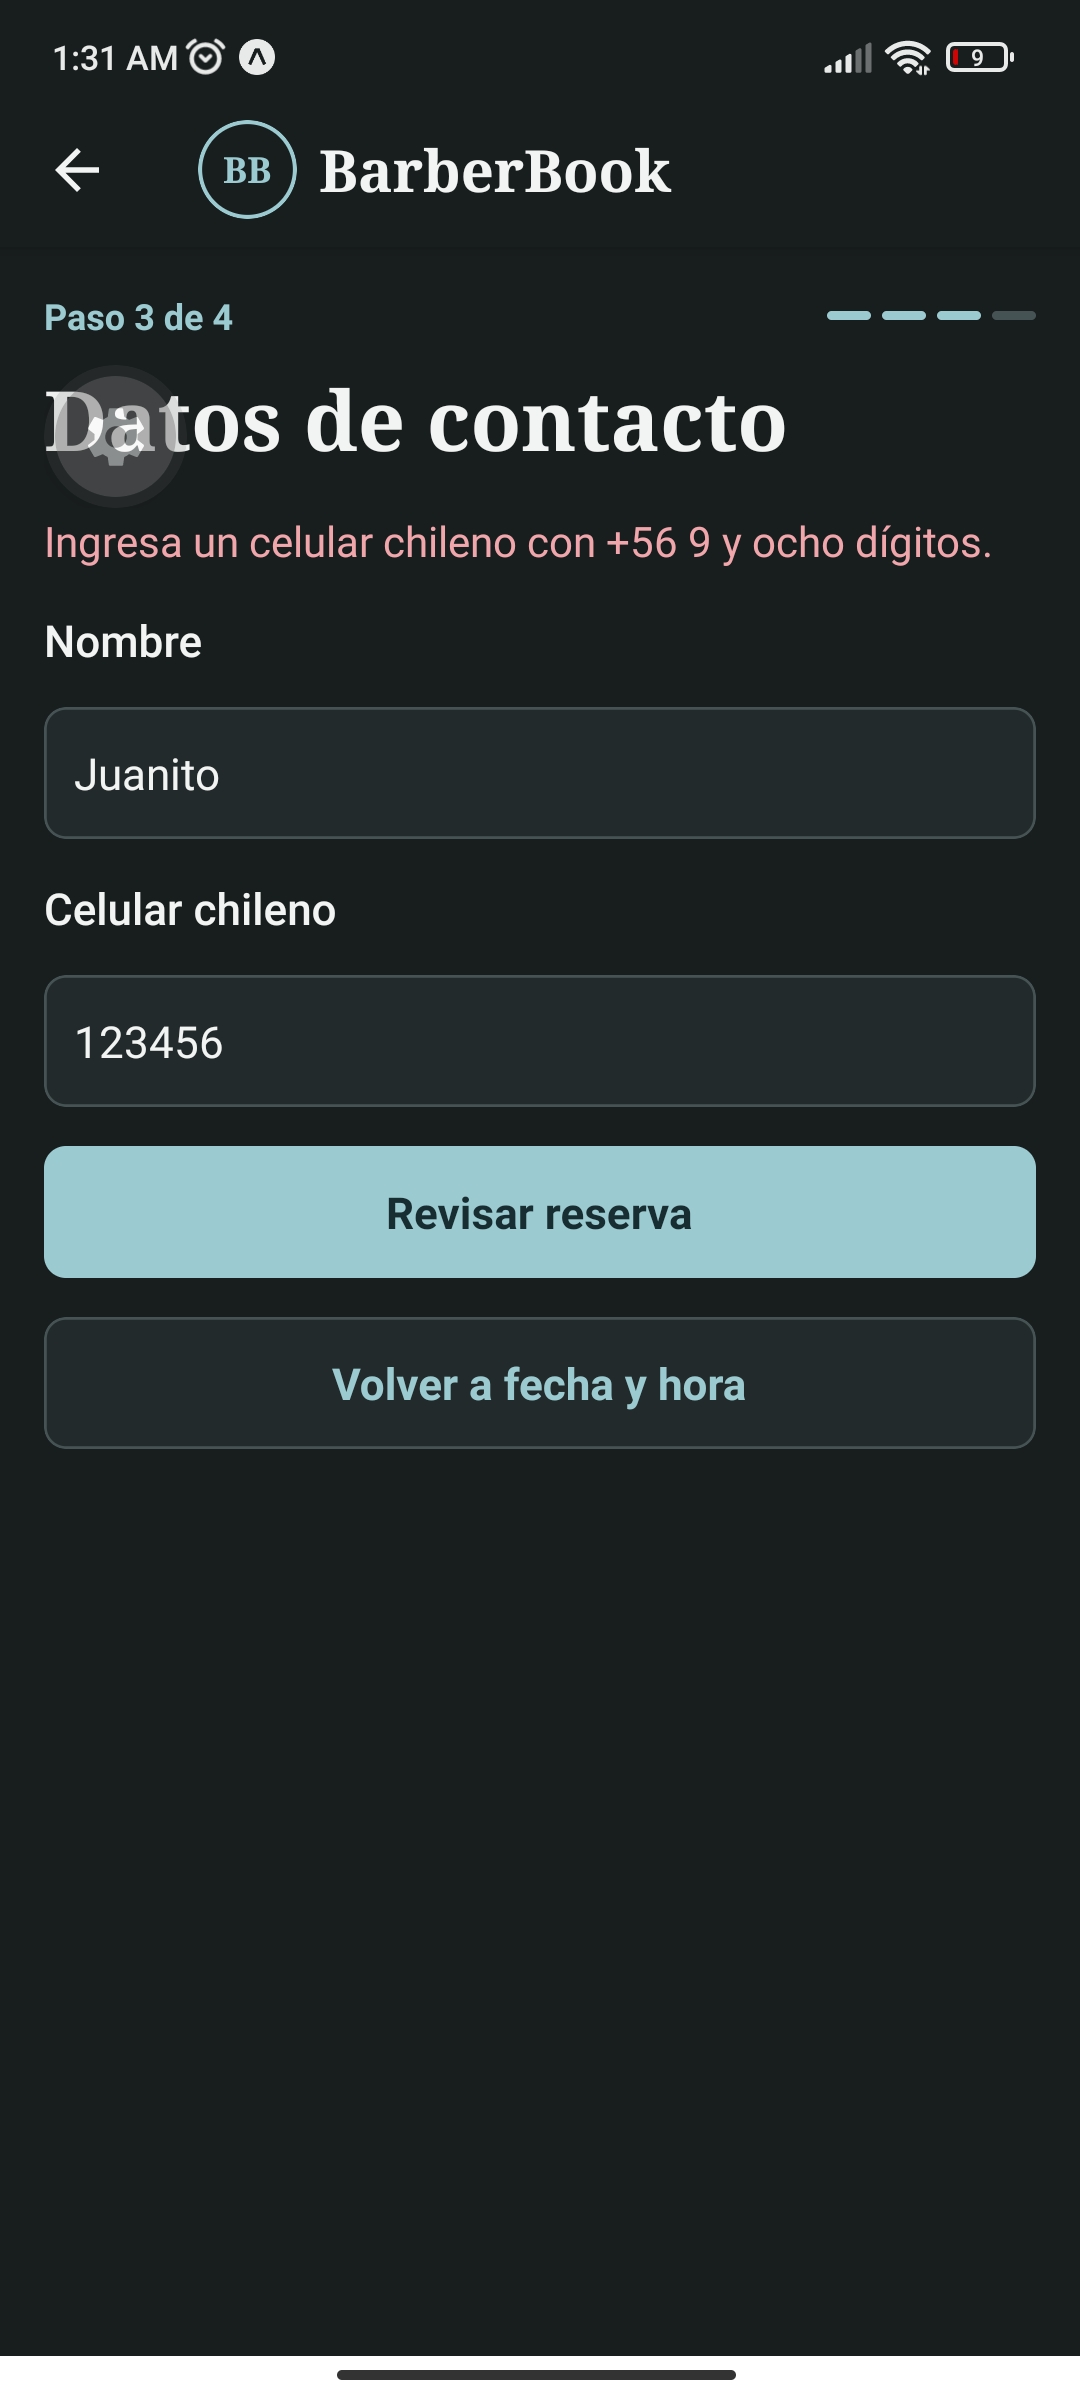 1:31 AM
9
BB BarberBook
Paso 3 de 4
Datos de contacto
Ingresa un celular chileno con +56 9 y ocho dígitos.
Nombre
Juanito
Celular chileno
123456
Revisar reserva
Volver a fecha y hora